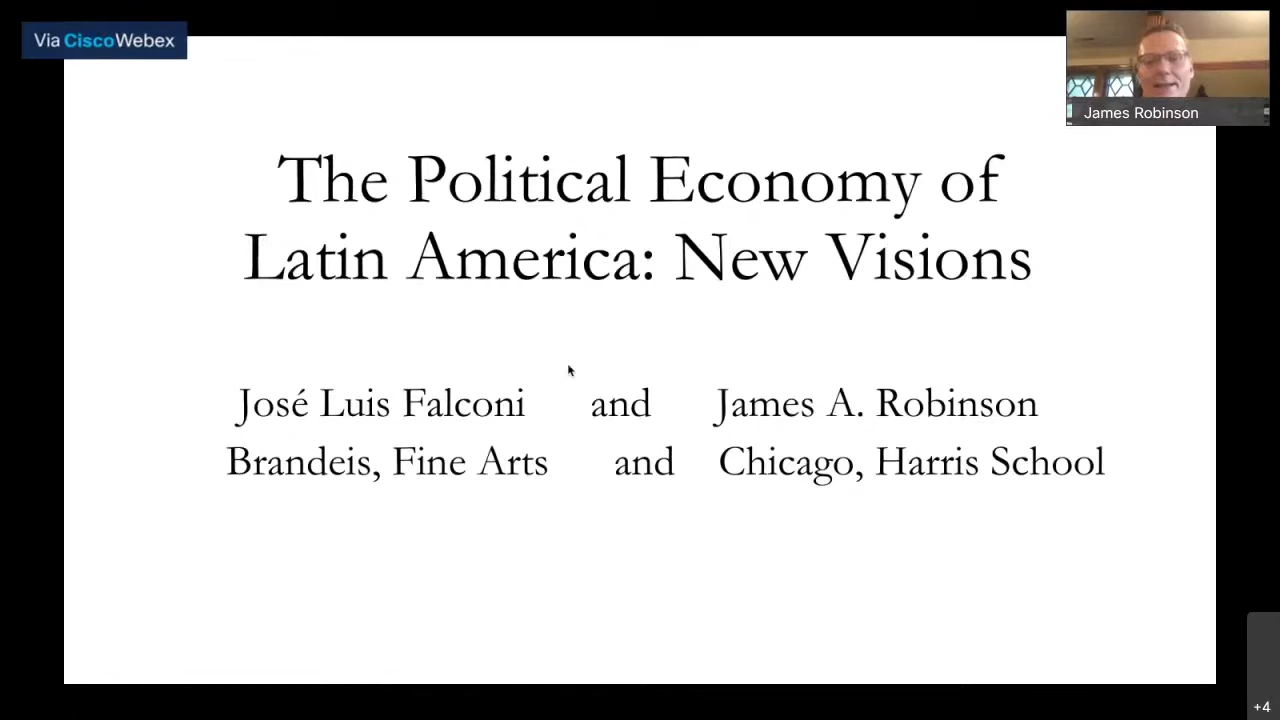 Via CiscoWebex
James Robinson
The Political Economy of
Latin America: New Visions
José Luis Falconi and James A. Robinson
Brandeis, Fine Arts and Chicago, Harris School
+4